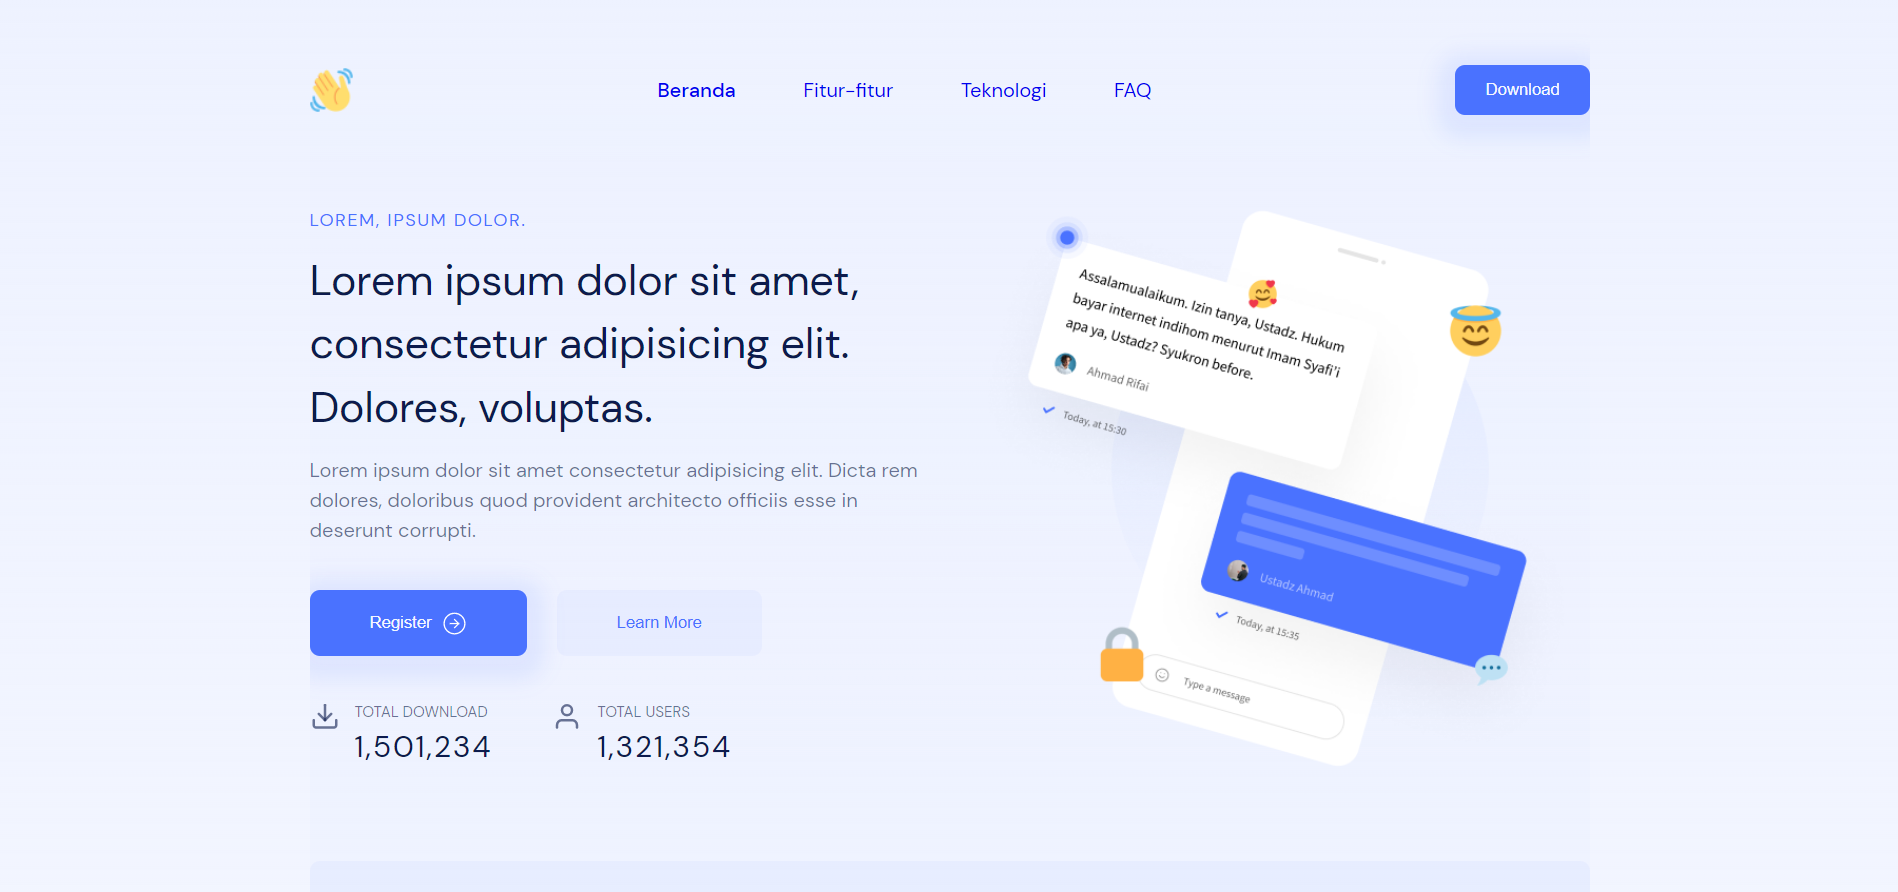 Beranda
Fitur-fitur
Teknologi
FAQ
Download
LOREM, IPSUM DOLOR.
Lorem ipsum dolor sit amet,
consectetur adipisicing elit.
Dolores, voluptas.
Lorem ipsum dolor sit amet consectetur adipisicing elit. Dicta rem
dolores, doloribus quod provident architecto officiis esse in
deserunt corrupti.
Register
Learn More
TOTAL DOWNLOAD
1,501,234
TOTAL USERS
1,321,354
Assalamualaikum. Izin tanya, Ustadz. Hukum
bayar internet indihom menurut Imam Syafi'i
apa ya, Ustadz? Syukron before.
Ahmad Rifai
Today, at 15:30
Ustadz Ahmad
Today, at 15:35
Type a message